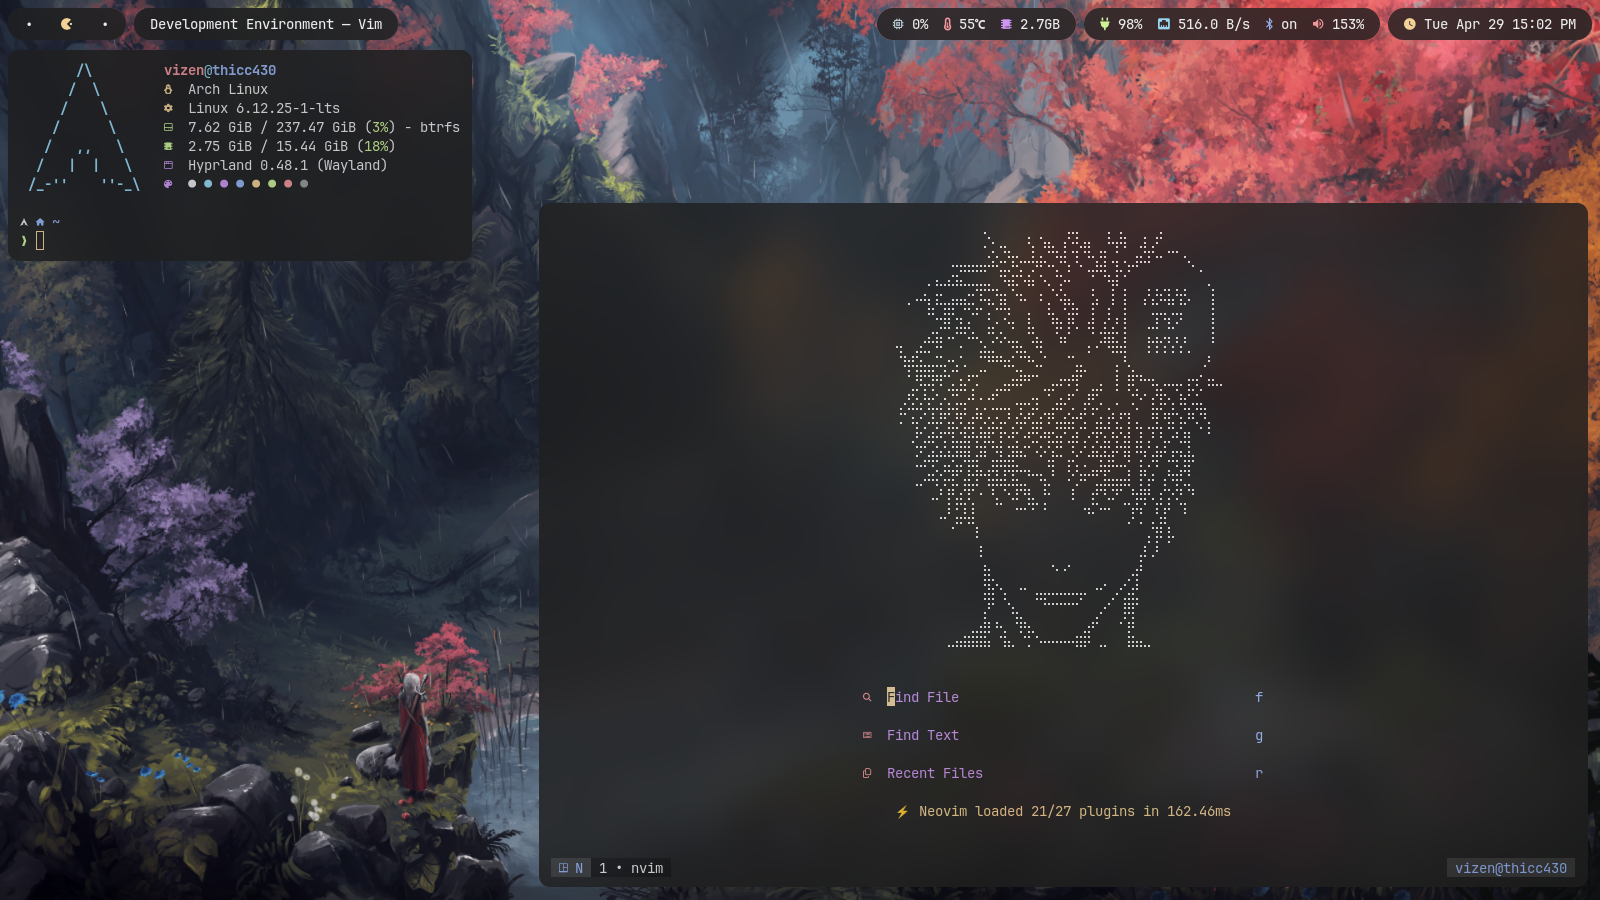 Development Environment — Vim
0% 55℃ 2.7GB
98% 516.0 B/s on 153%
Tue Apr 29 15:02 PM
vizen@thicc430
Arch Linux
Linux 6.12.25-1-lts
7.62 GiB / 237.47 GiB (3%) - btrfs
2.75 GiB / 15.44 GiB (18%)
Hyprland 0.48.1 (Wayland)
~
Find File f
Find Text g
Recent Files r
⚡ Neovim loaded 21/27 plugins in 162.46ms
N 1 • nvim
vizen@thicc430